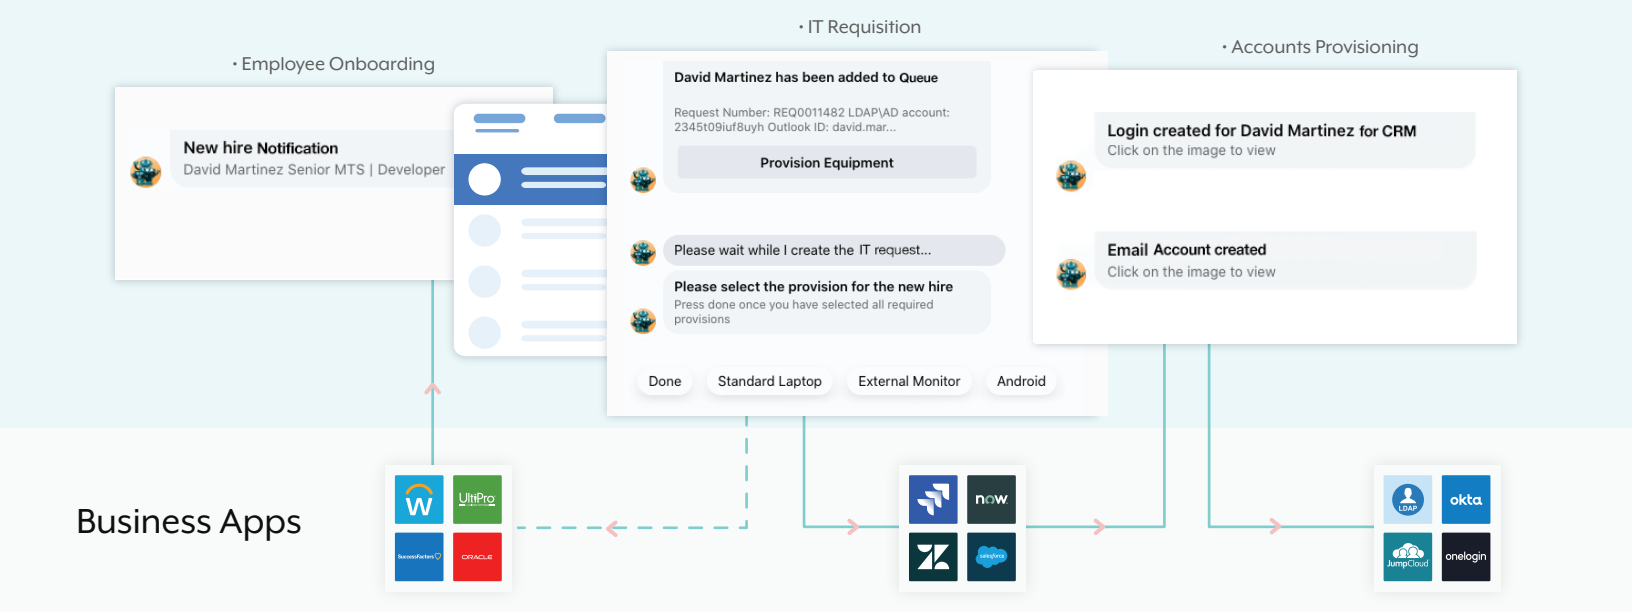 • IT Requisition
• Employee Onboarding
• Accounts Provisioning
New hire Notification
David Martinez Senior MTS | Developer
David Martinez has been added to Queue
Request Number: REQ0011482 LDAP\AD account:
2345t09iuf8uyh Outlook ID: david.mar...
Provision Equipment
Please wait while I create the IT request...
Please select the provision for the new hire
Press done once you have selected all required
provisions
Done
Standard Laptop
External Monitor
Android
Login created for David Martinez for CRM
Click on the image to view
Email Account created
Click on the image to view
Business Apps
W
UltiPro
SuccessFactors
ORACLE
now
salesforce
LDAP
okta
JumpCloud
onelogin